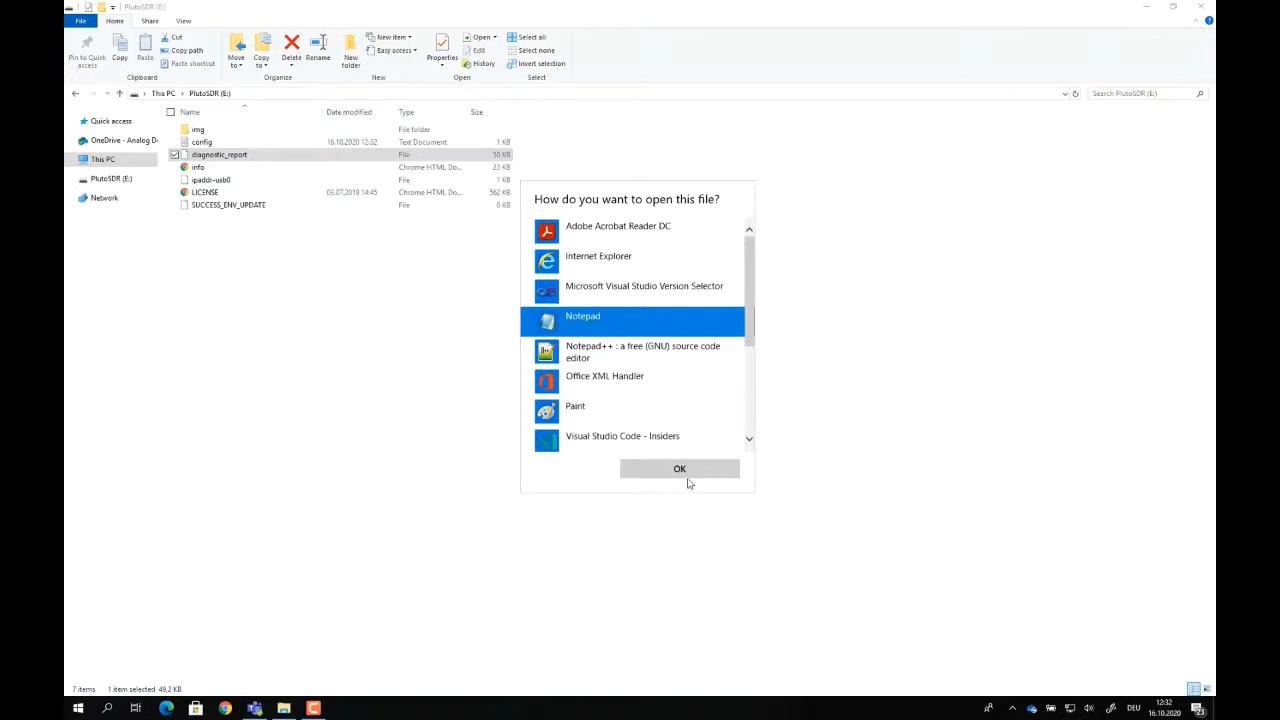 PlutoSDR (E:)
File Home Share View
Pin to Quick access
Copy
Paste
Cut
Copy path
Paste shortcut
Clipboard
Move to
Copy to
Delete
Rename
Organize
New folder
New item
Easy access
New
Properties
Open
Edit
History
Open
Select all
Select none
Invert selection
Select
This PC > PlutoSDR (E:)
Search PlutoSDR (E:)
Name Date modified Type Size
Quick access
OneDrive - Analog De
This PC
PlutoSDR (E:)
Network
img File folder
config 16.10.2020 12:32 Text Document 1 KB
diagnostic_report File 50 KB
info Chrome HTML Do... 23 KB
ipaddr-usb0 File 1 KB
LICENSE 03.07.2019 14:45 Chrome HTML Do... 562 KB
SUCCESS_ENV_UPDATE File 0 KB
How do you want to open this file?
Adobe Acrobat Reader DC
Internet Explorer
Microsoft Visual Studio Version Selector
Notepad
Notepad++ : a free (GNU) source code
editor
Office XML Handler
Paint
Visual Studio Code - Insiders
OK
7 items 1 item selected 49,2 KB
DEU
12:32
16.10.2020
23